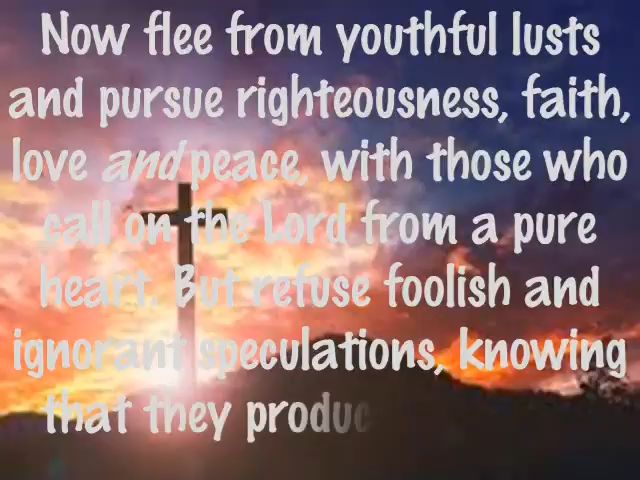 Now flee from youthful lusts
and pursue righteousness, faith,
love and peace, with those who
call on the Lord from a pure
heart. But refuse foolish and
ignorant speculations, knowing
that they produc